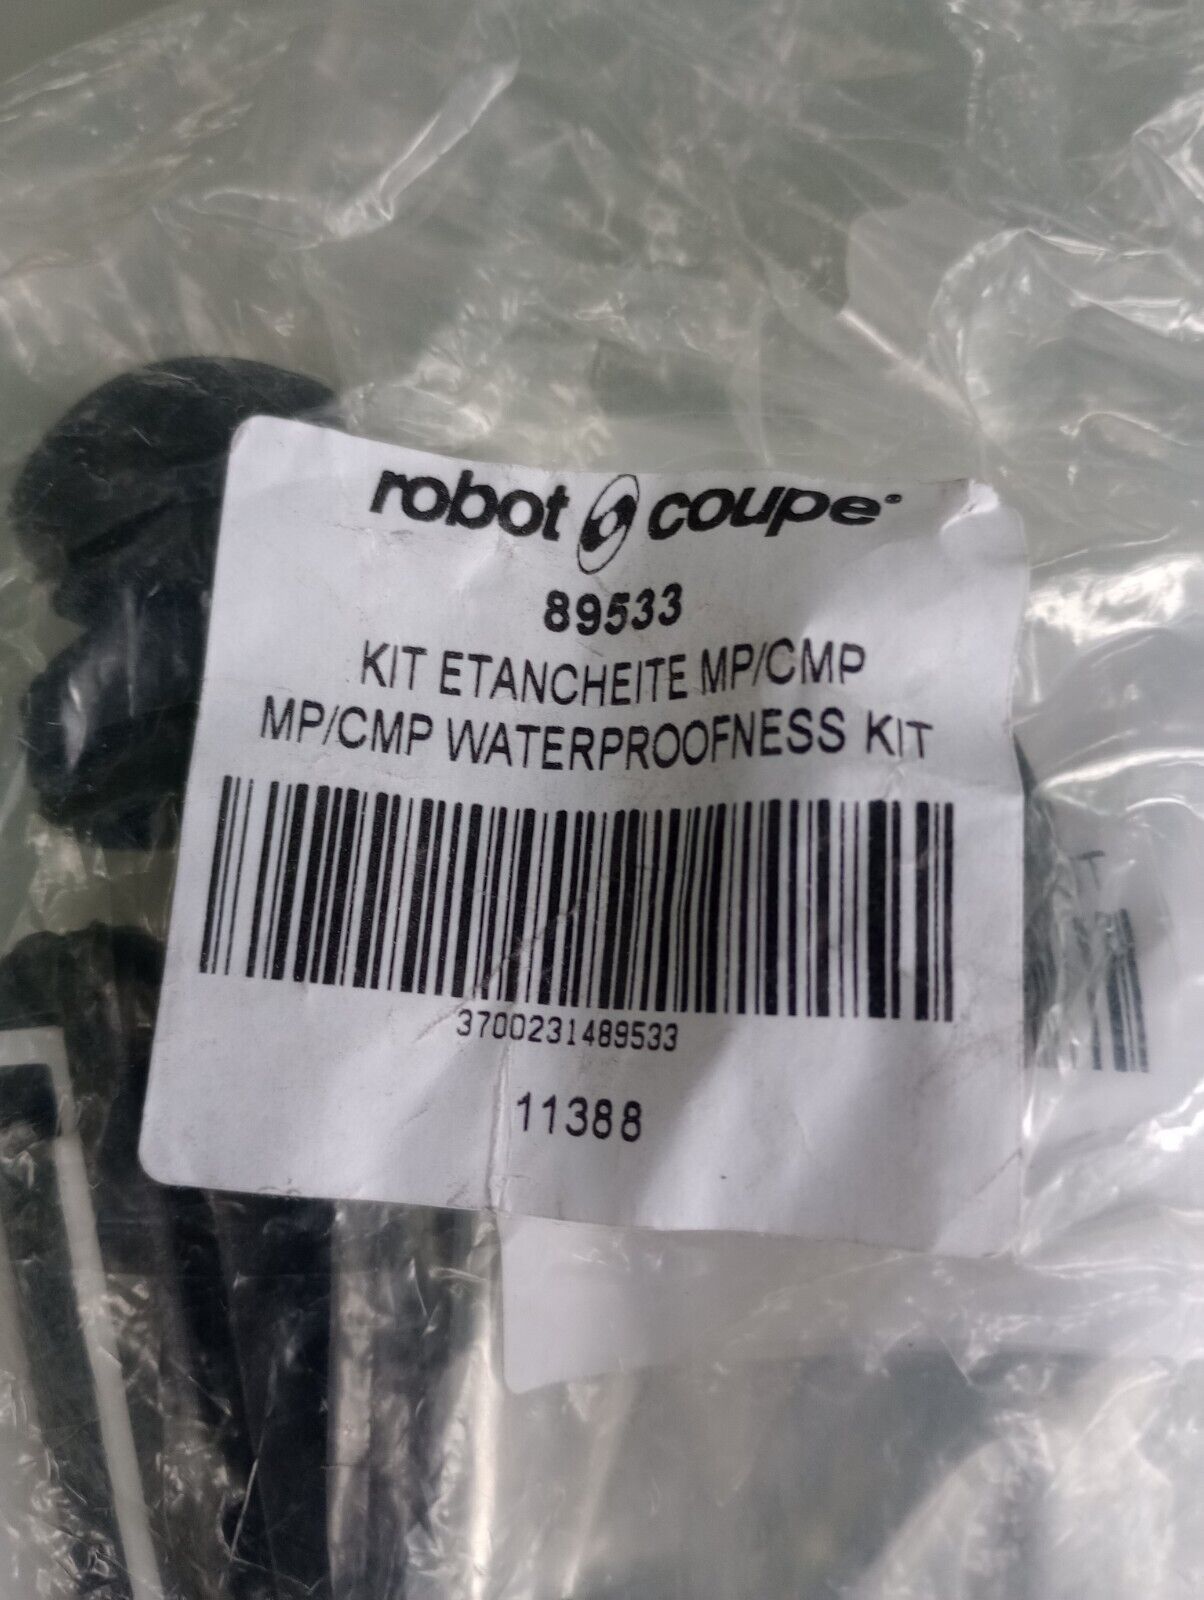 robot coupe®
89533
KIT ETANCHEITE MP/CMP
MP/CMP WATERPROOFNESS KIT
3700231489533
11388